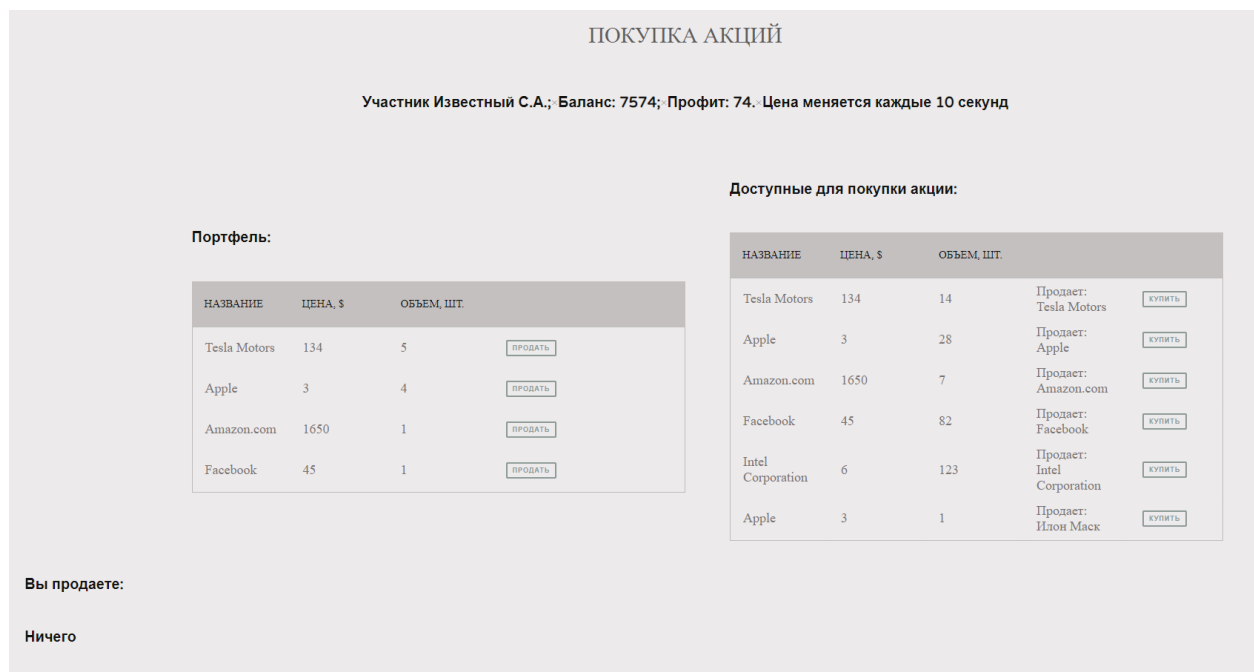 ПОКУПКА АКЦИЙ
Участник Известный С.А.; Баланс: 7574; Профит: 74. Цена меняется каждые 10 секунд
Портфель:
НАЗВАНИЕ ЦЕНА, $ ОБЪЕМ, ШТ.
Tesla Motors 134 5 ПРОДАТЬ
Apple 3 4 ПРОДАТЬ
Amazon.com 1650 1 ПРОДАТЬ
Facebook 45 1 ПРОДАТЬ
Доступные для покупки акции:
НАЗВАНИЕ ЦЕНА, $ ОБЪЕМ, ШТ.
Tesla Motors 134 14 Продает:
Tesla Motors КУПИТЬ
Apple 3 28 Продает:
Apple КУПИТЬ
Amazon.com 1650 7 Продает:
Amazon.com КУПИТЬ
Facebook 45 82 Продает:
Facebook КУПИТЬ
Intel
Corporation 6 123 Продает:
Intel
Corporation КУПИТЬ
Apple 3 1 Продает:
Илон Маск КУПИТЬ
Вы продаете:
Ничего